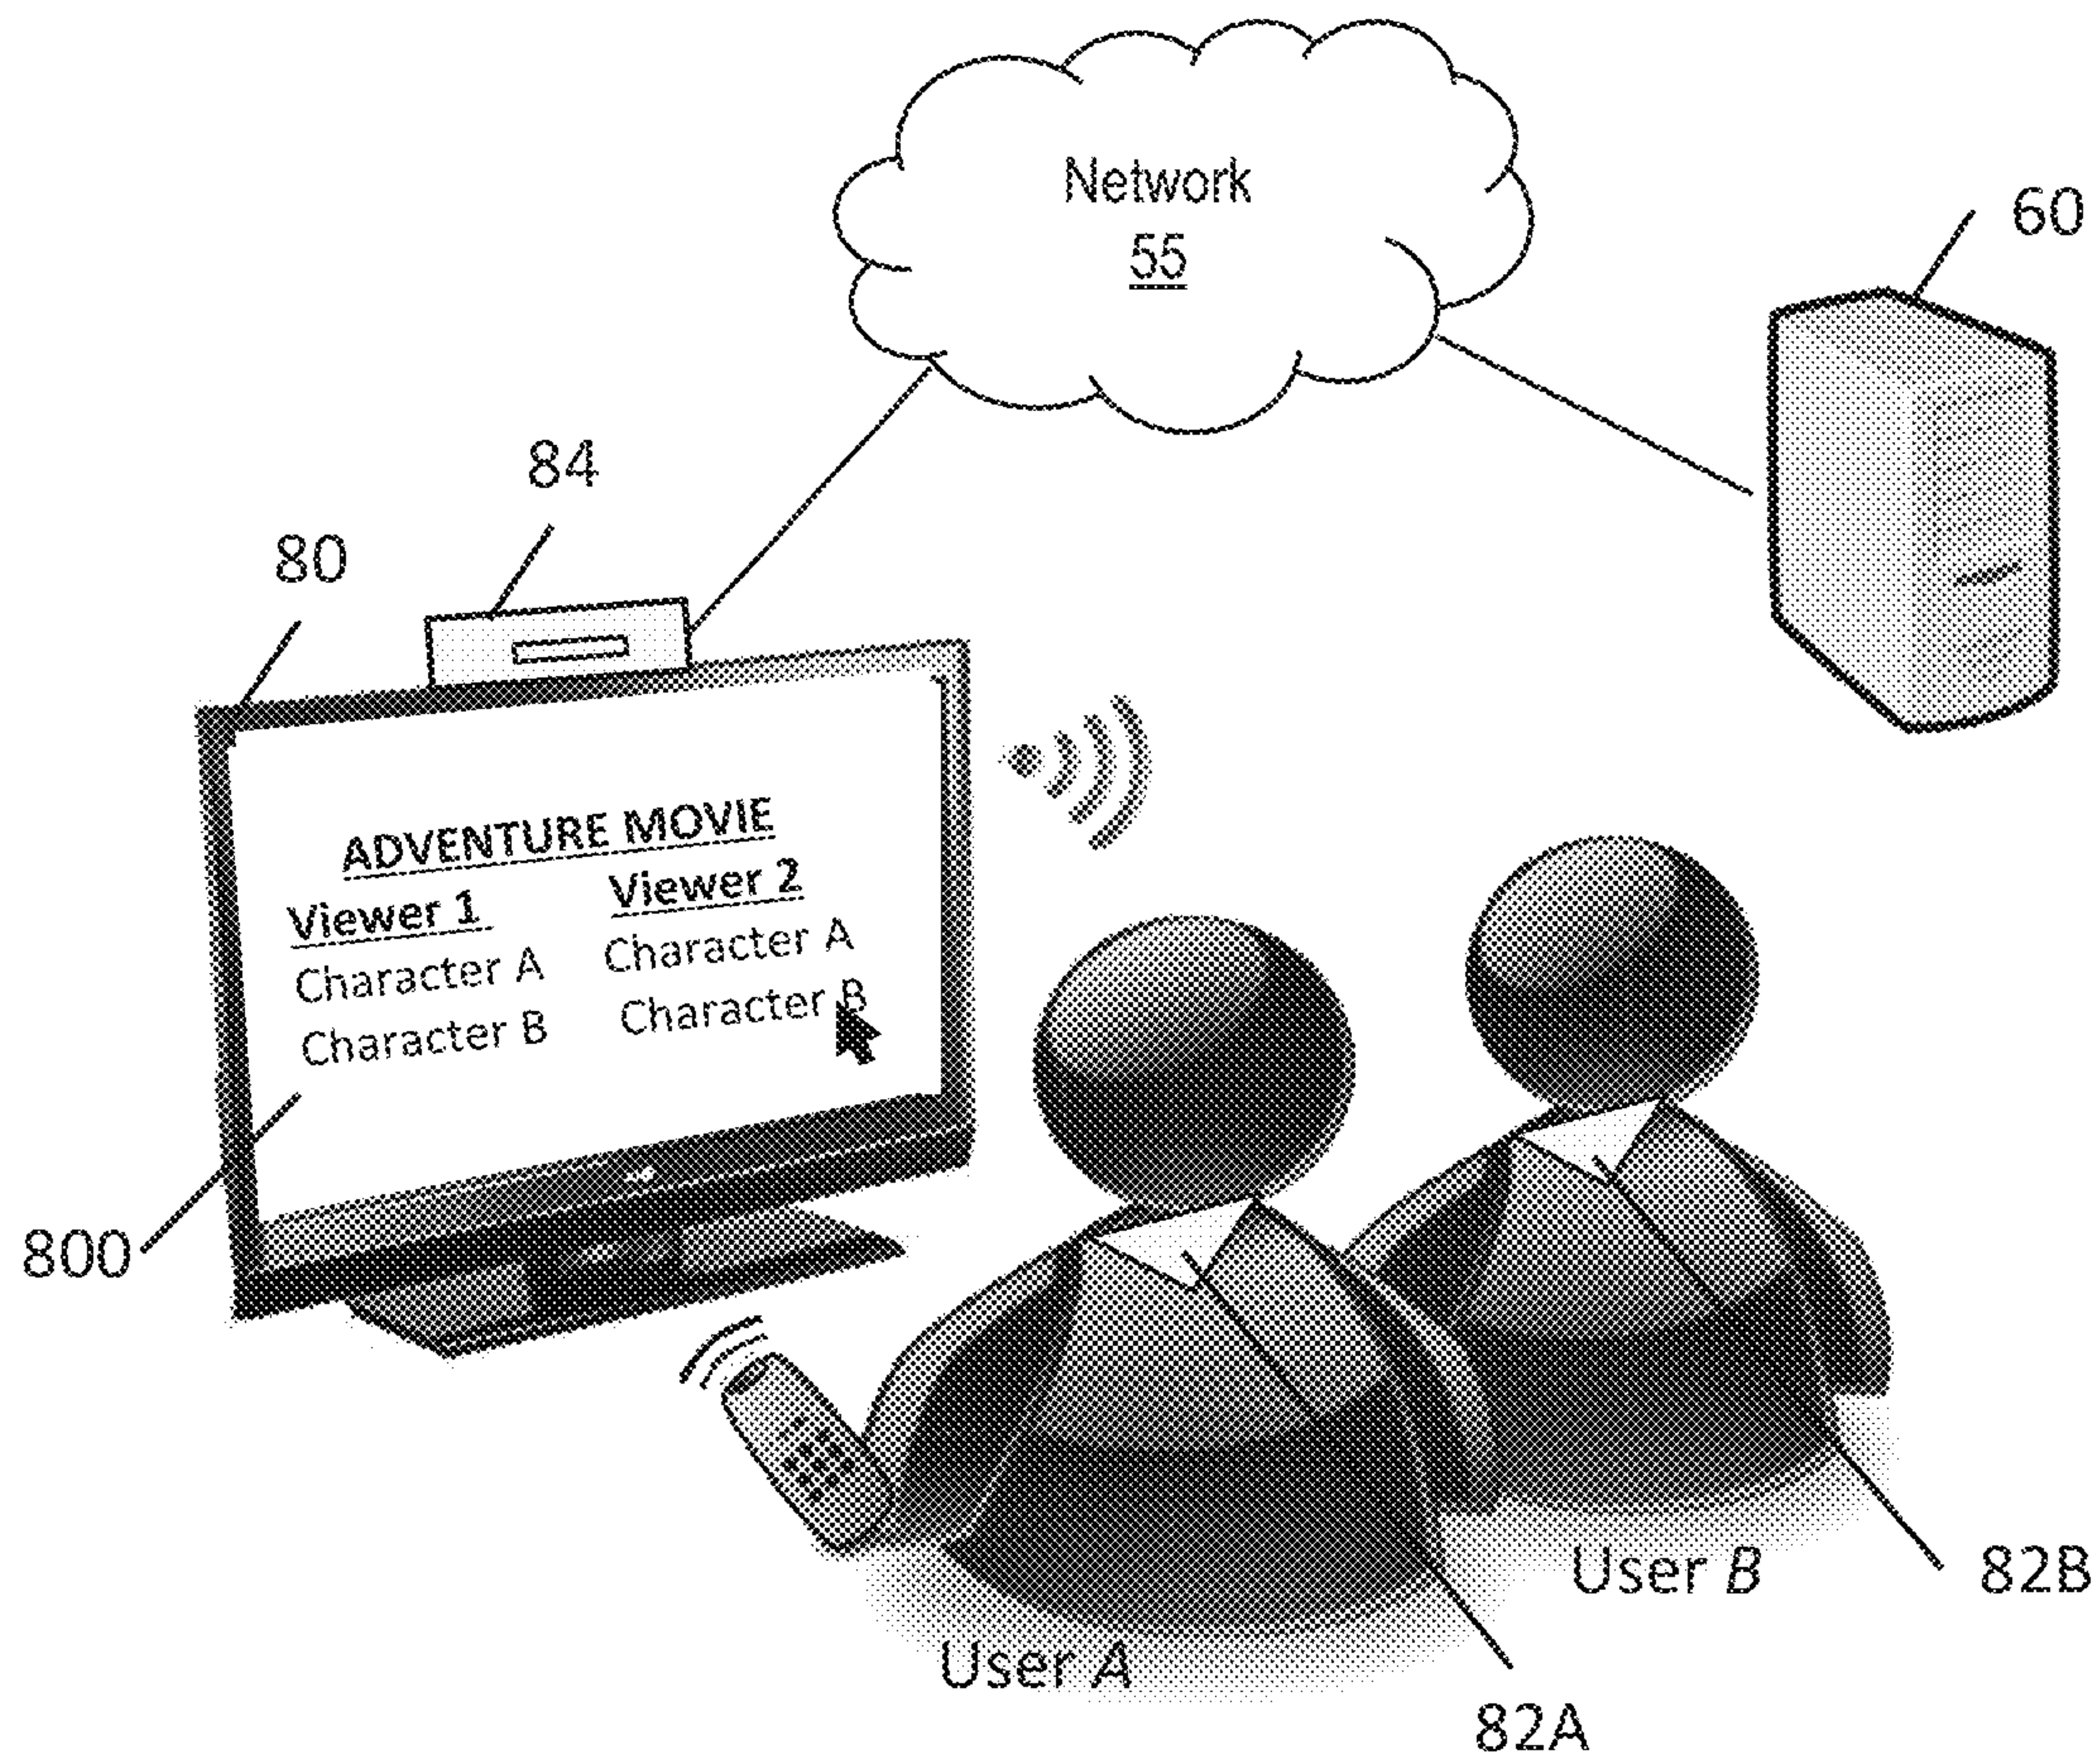 Network
55
60
84
80
ADVENTURE MOVIE
Viewer 1 Viewer 2
Character A Character A
Character B Character B
800
User B
82B
User A
82A